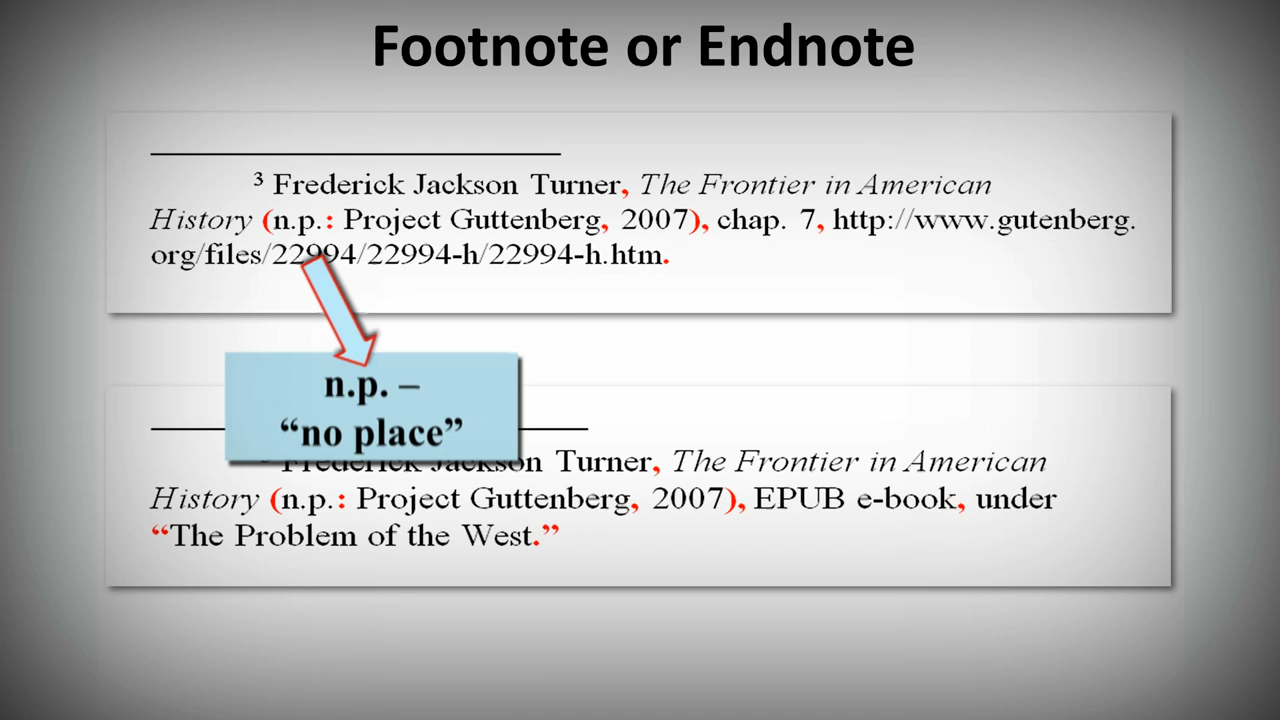 Footnote or Endnote
3 Frederick Jackson Turner, The Frontier in American
History (n.p.: Project Guttenberg, 2007), chap. 7, http://www.gutenberg.
org/files/22994/22994-h/22994-h.htm.
n.p. –
“no place”
Frederick Jackson Turner, The Frontier in American
History (n.p.: Project Guttenberg, 2007), EPUB e-book, under
“The Problem of the West.”